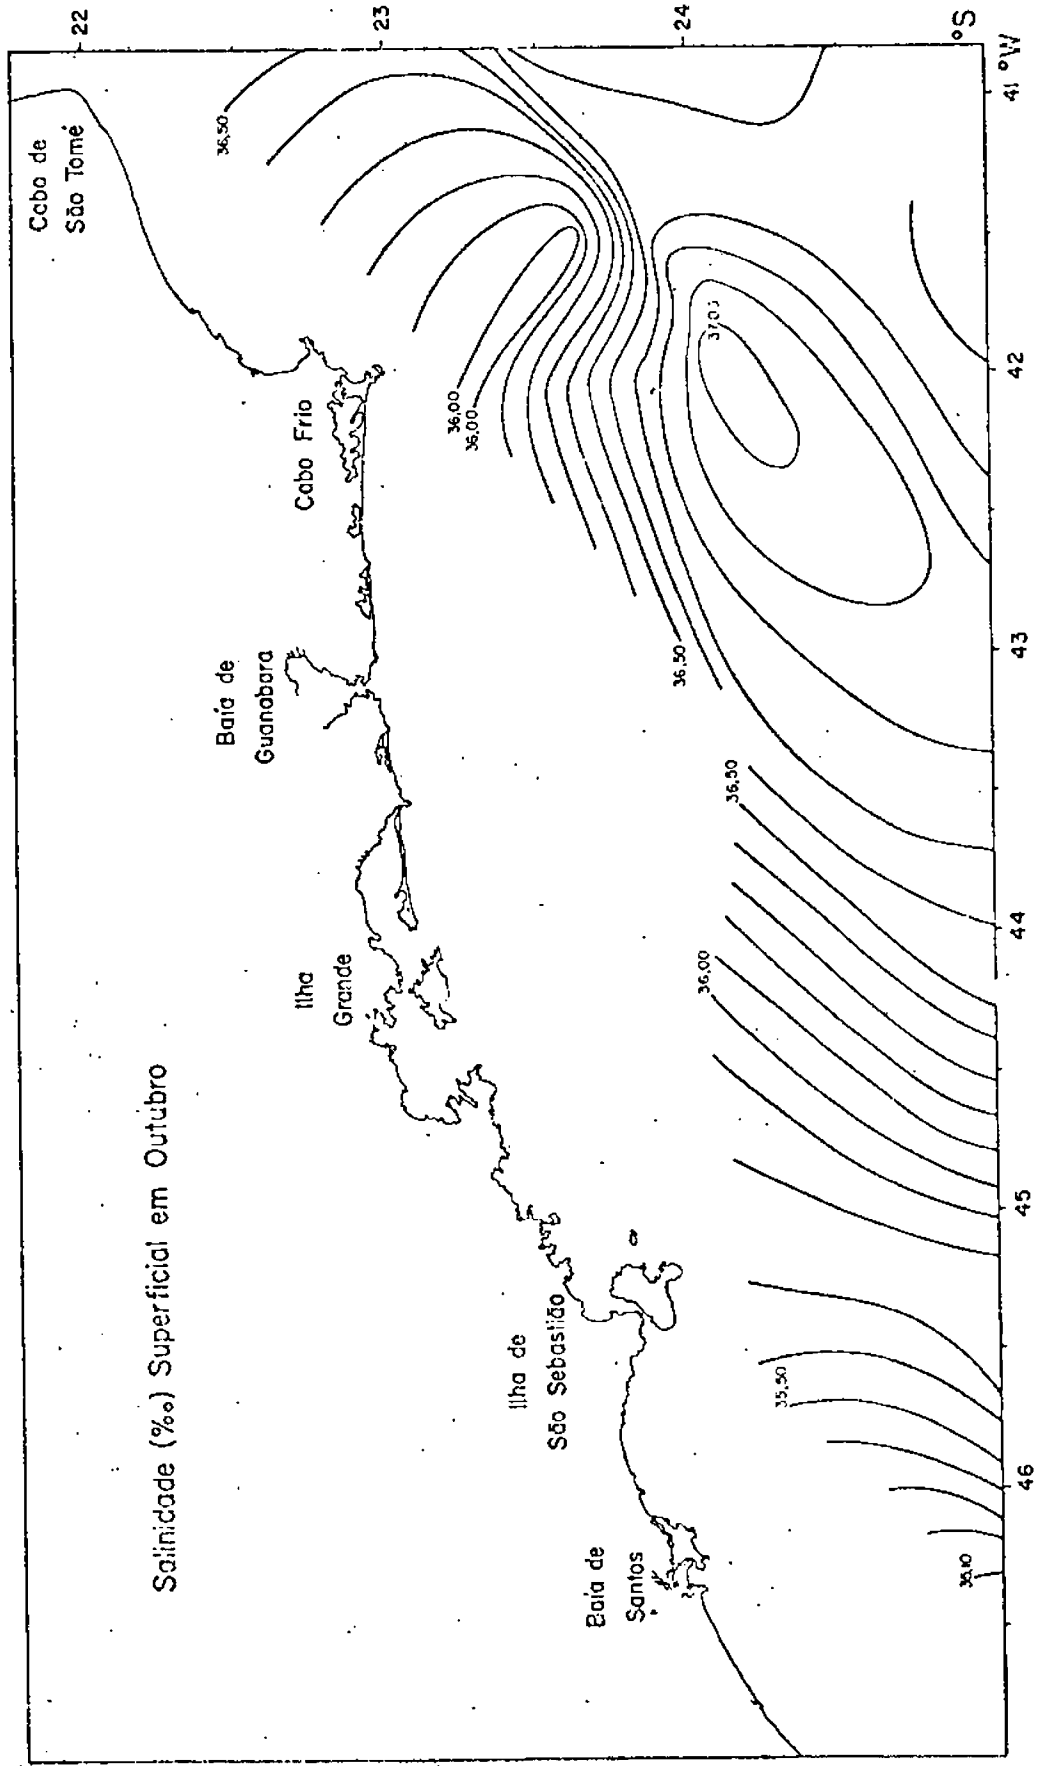 Salinidade (‰) Superficial em Outubro
Cabo de
São Tomé
Cabo Frio
Baía de
Guanabara
Ilha
Grande
Ilha de
São Sebastião
Baía de
Santos
36,50
36,00
36,00
37,00
36,50
36,50
36,00
35,50
36,10
22
23
24
°S
41 °W
42
43
44
45
46